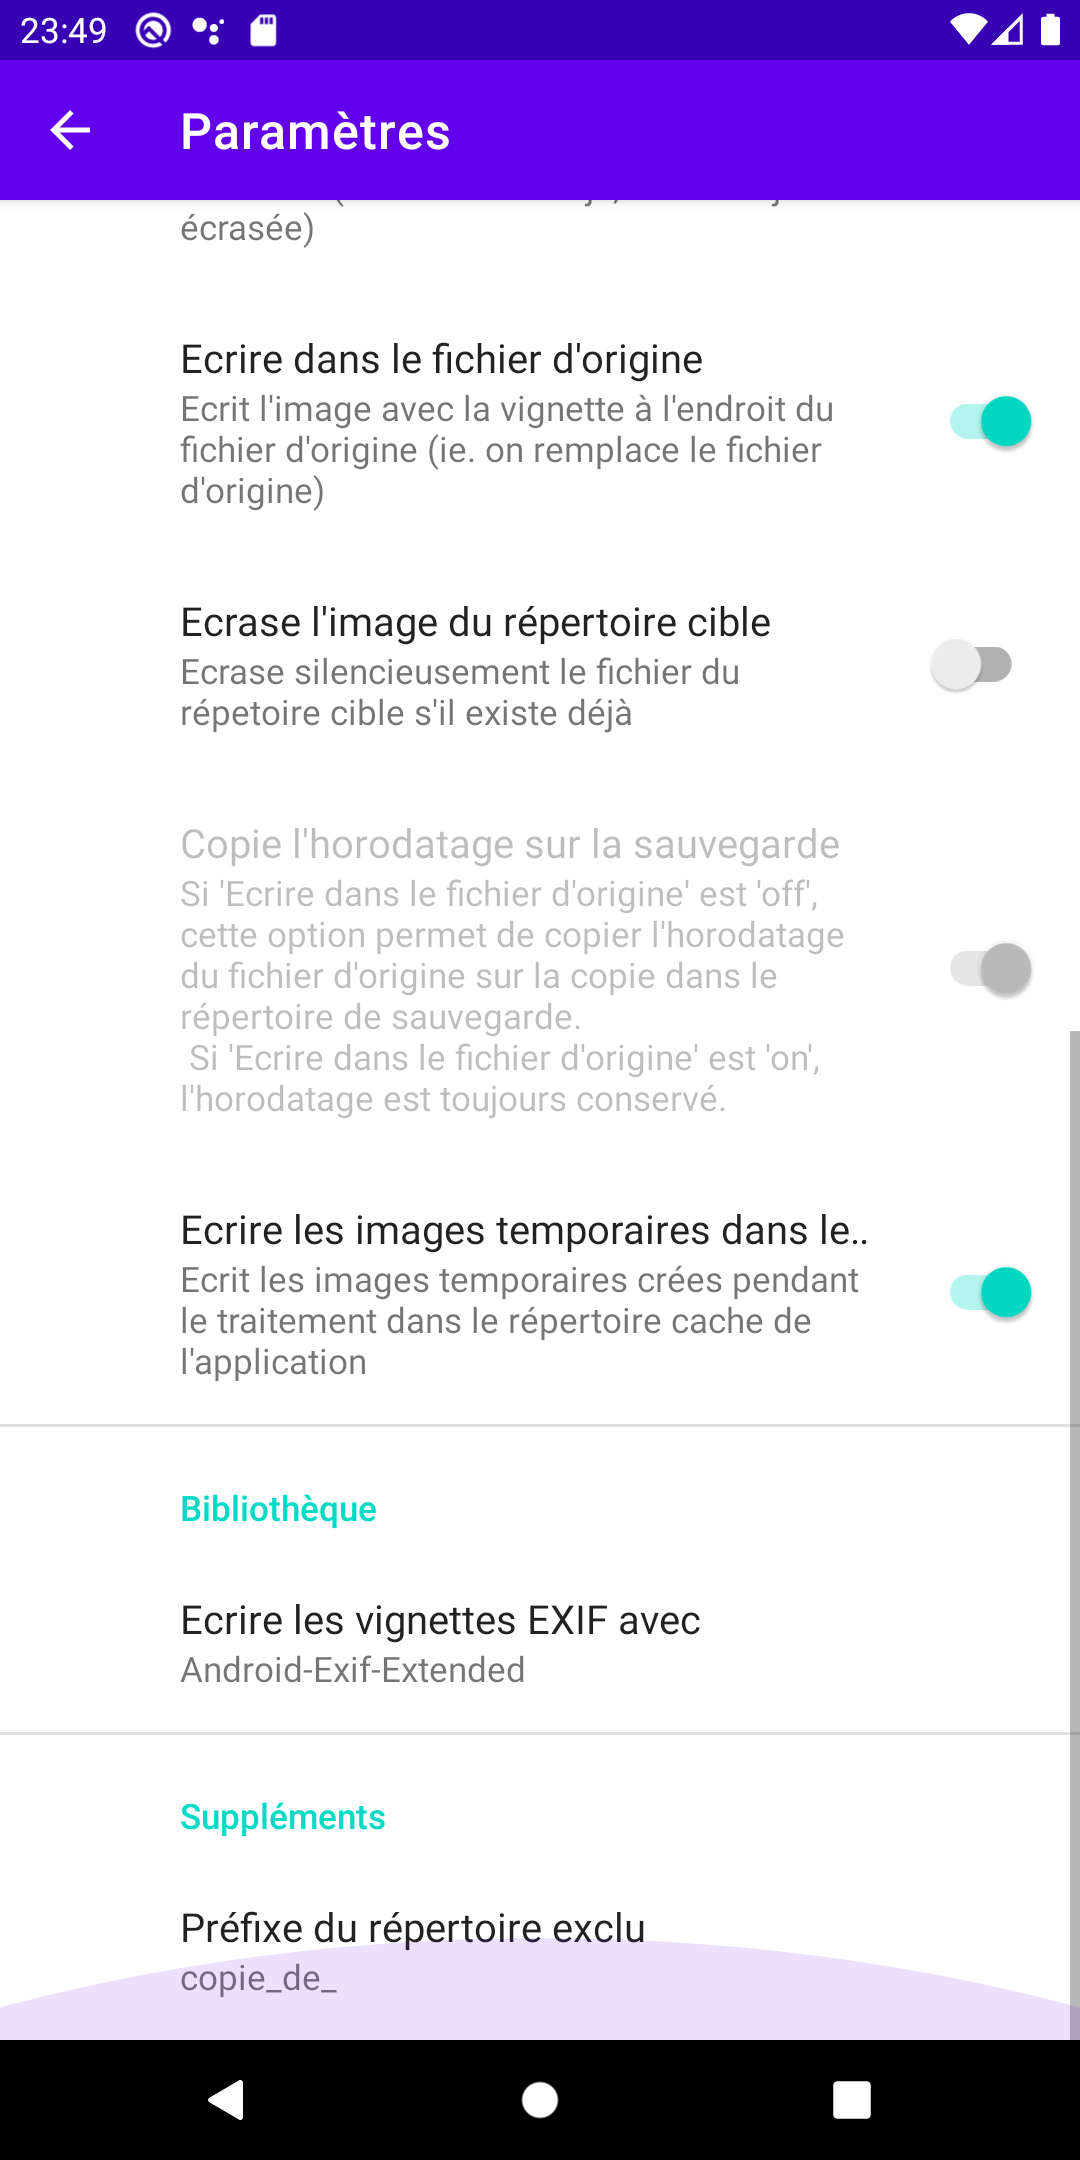 23:49
Paramètres
écrasée)
Ecrire dans le fichier d'origine
Ecrit l'image avec la vignette à l'endroit du
fichier d'origine (ie. on remplace le fichier
d'origine)
Ecrase l'image du répertoire cible
Ecrase silencieusement le fichier du
répetoire cible s'il existe déjà
Copie l'horodatage sur la sauvegarde
Si 'Ecrire dans le fichier d'origine' est 'off',
cette option permet de copier l'horodatage
du fichier d'origine sur la copie dans le
répertoire de sauvegarde.
Si 'Ecrire dans le fichier d'origine' est 'on',
l'horodatage est toujours conservé.
Ecrire les images temporaires dans le..
Ecrit les images temporaires crées pendant
le traitement dans le répertoire cache de
l'application
Bibliothèque
Ecrire les vignettes EXIF avec
Android-Exif-Extended
Suppléments
Préfixe du répertoire exclu
copie_de_